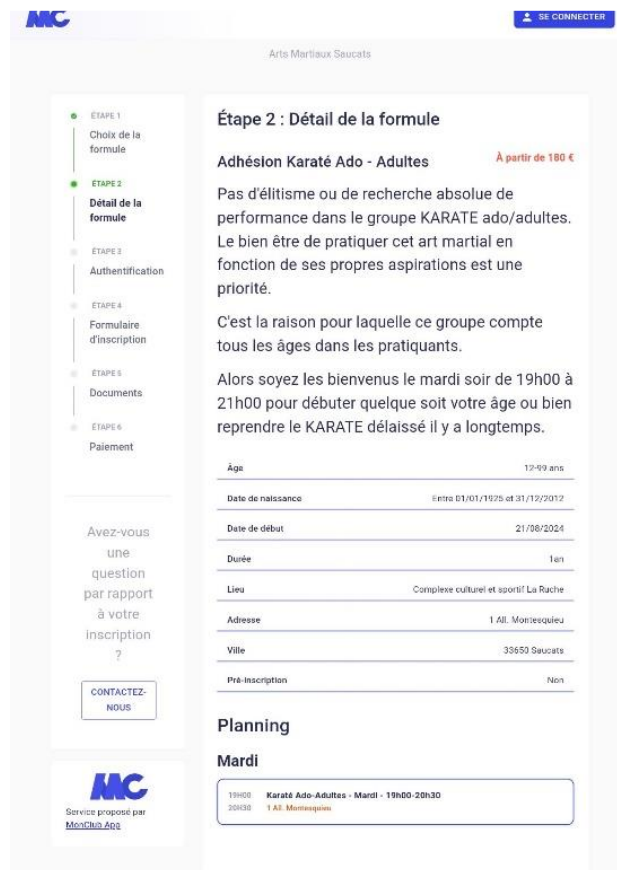 MC
SE CONNECTER
Arts Martiaux Saucats
ÉTAPE 1
Choix de la
formule
ÉTAPE 2
Détail de la
formule
ÉTAPE 3
Authentification
ÉTAPE 4
Formulaire
d'inscription
ÉTAPE 5
Documents
ÉTAPE 6
Paiement
Avez-vous
une
question
par rapport
à votre
inscription
?
CONTACTEZ-
NOUS
MC
Service proposé par
MonClub App
Étape 2 : Détail de la formule
Adhésion Karaté Ado - Adultes À partir de 180 €
Pas d'élitisme ou de recherche absolue de
performance dans le groupe KARATE ado/adultes.
Le bien être de pratiquer cet art martial en
fonction de ses propres aspirations est une
priorité.
C'est la raison pour laquelle ce groupe compte
tous les âges dans les pratiquants.
Alors soyez les bienvenus le mardi soir de 19h00 à
21h00 pour débuter quelque soit votre âge ou bien
reprendre le KARATE délaissé il y a longtemps.
Âge 12-99 ans
Date de naissance Entre 01/01/1925 et 31/12/2012
Date de début 21/08/2024
Durée 1an
Lieu Complexe culturel et sportif La Ruche
Adresse 1 All. Montesquieu
Ville 33650 Saucats
Pré-inscription Non
Planning
Mardi
19H00 Karaté Ado-Adultes - Mardi - 19h00-20h30
20H30 1 All. Montesquieu